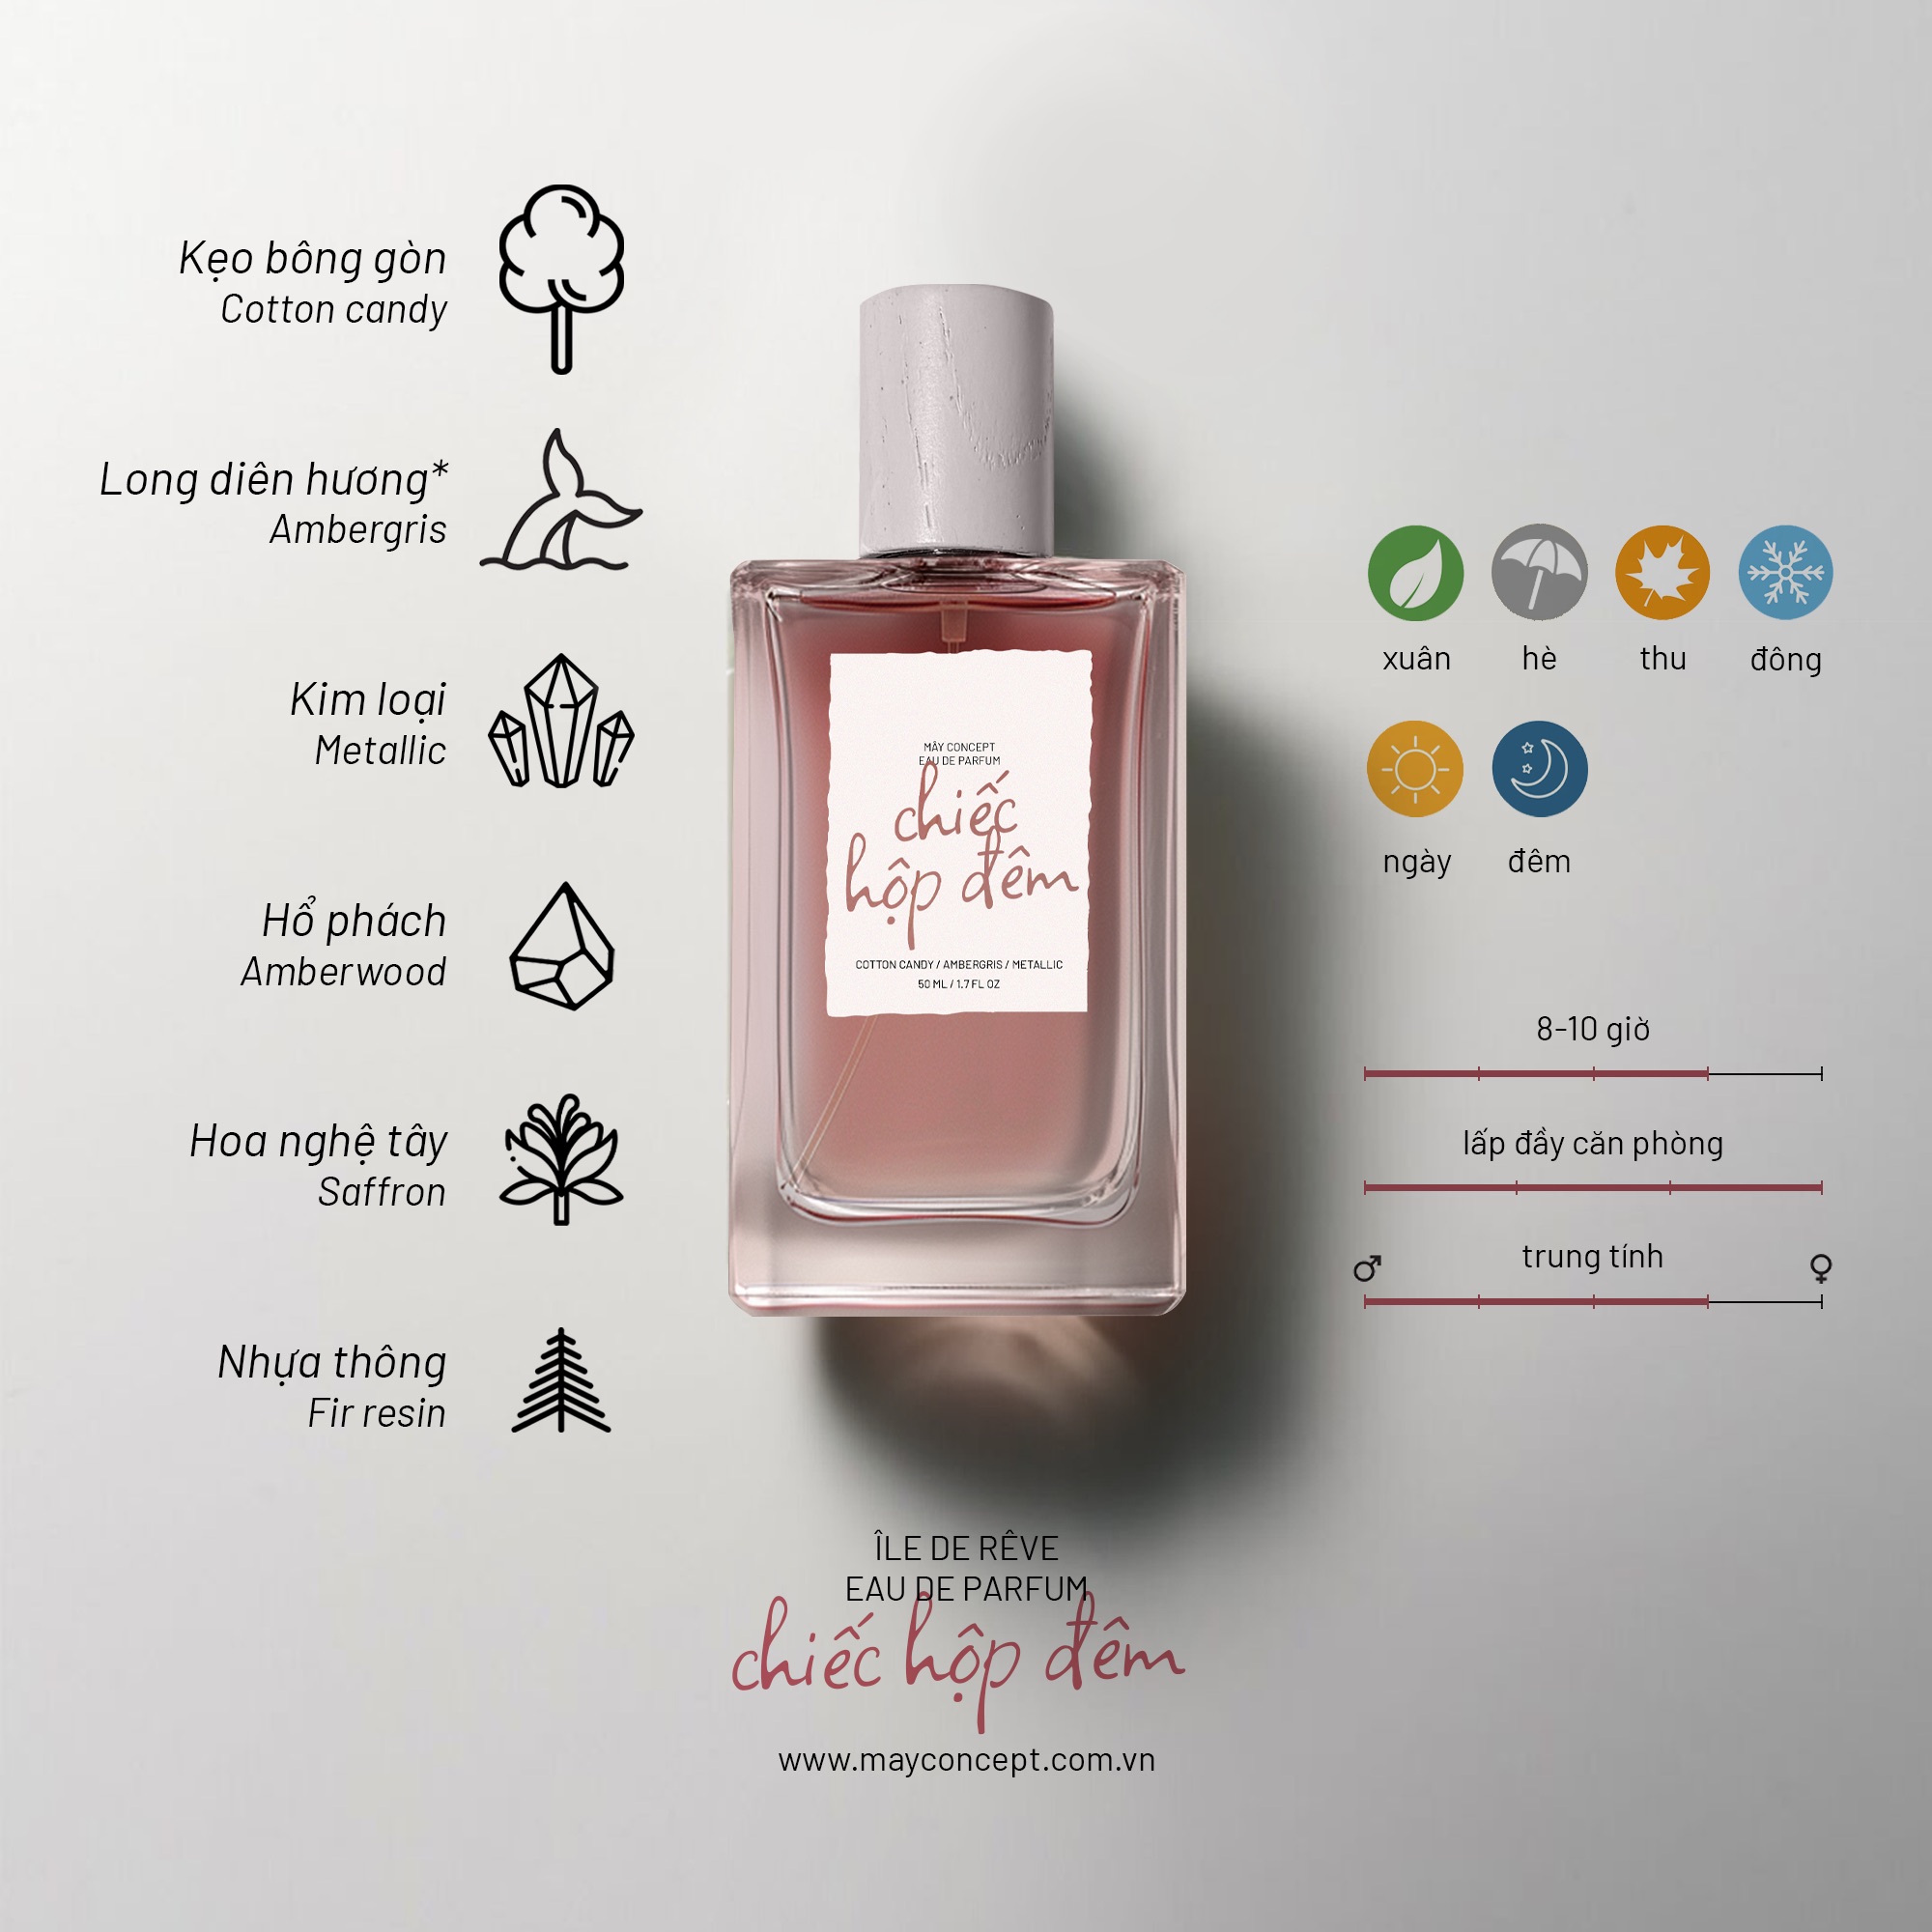 Kẹo bông gòn
Cotton candy
Long diên hương*
Ambergris
Kim loại
Metallic
Hổ phách
Amberwood
Hoa nghệ tây
Saffron
Nhựa thông
Fir resin
MÂY CONCEPT
EAU DE PARFUM
chiếc
hộp đêm
COTTON CANDY / AMBERGRIS / METALLIC
50 ML / 1.7 FL OZ
xuân hè thu đông
ngày đêm
8-10 giờ
lấp đầy căn phòng
trung tính
ÎLE DE RÊVE
EAU DE PARFUM
chiếc hộp đêm
www.mayconcept.com.vn